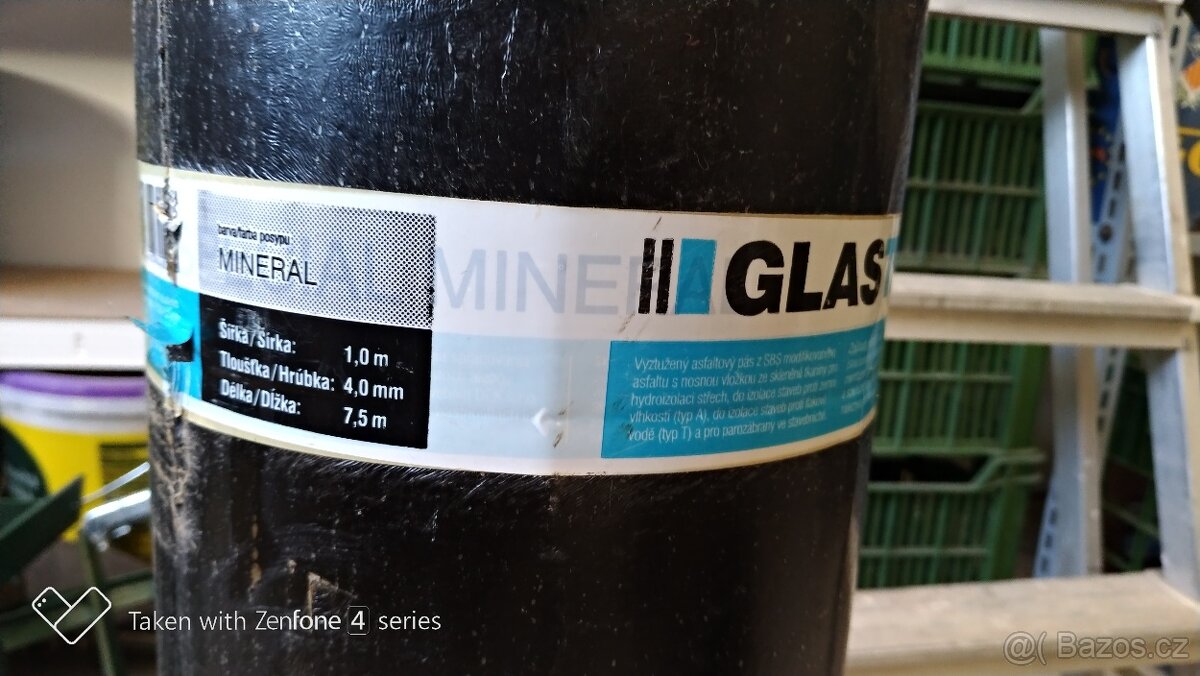 barva/farba posypu
MINERAL
MINERAL
Šířka/Šírka: 1,0 m
Tloušťka/Hrúbka: 4,0 mm
Délka/Dĺžka: 7,5 m
GLAS
Vyztužený asfaltový pás z SBS modifikovaného
asfaltu s nosnou vložkou ze skleněné tkaniny pro
hydroizolaci střech, do izolace staveb proti zemní
vlhkosti (typ A), do izolace staveb proti tlakové
vodě (typ T) a pro parozábrany ve stavebnictví.
Taken with Zenfone 4 series
@( Bazos.cz